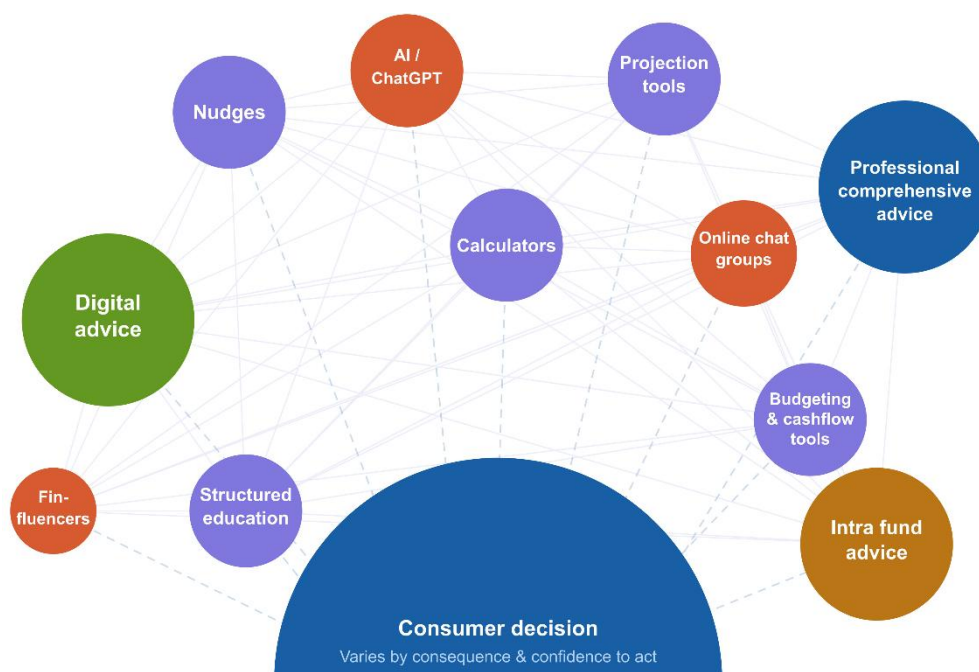 AI /
ChatGPT
Projection
tools
Nudges
Professional
comprehensive
advice
Calculators
Online chat
groups
Digital
advice
Budgeting
& cashflow
tools
Fin-
fluencers
Structured
education
Intra fund
advice
Consumer decision
Varies by consequence & confidence to act